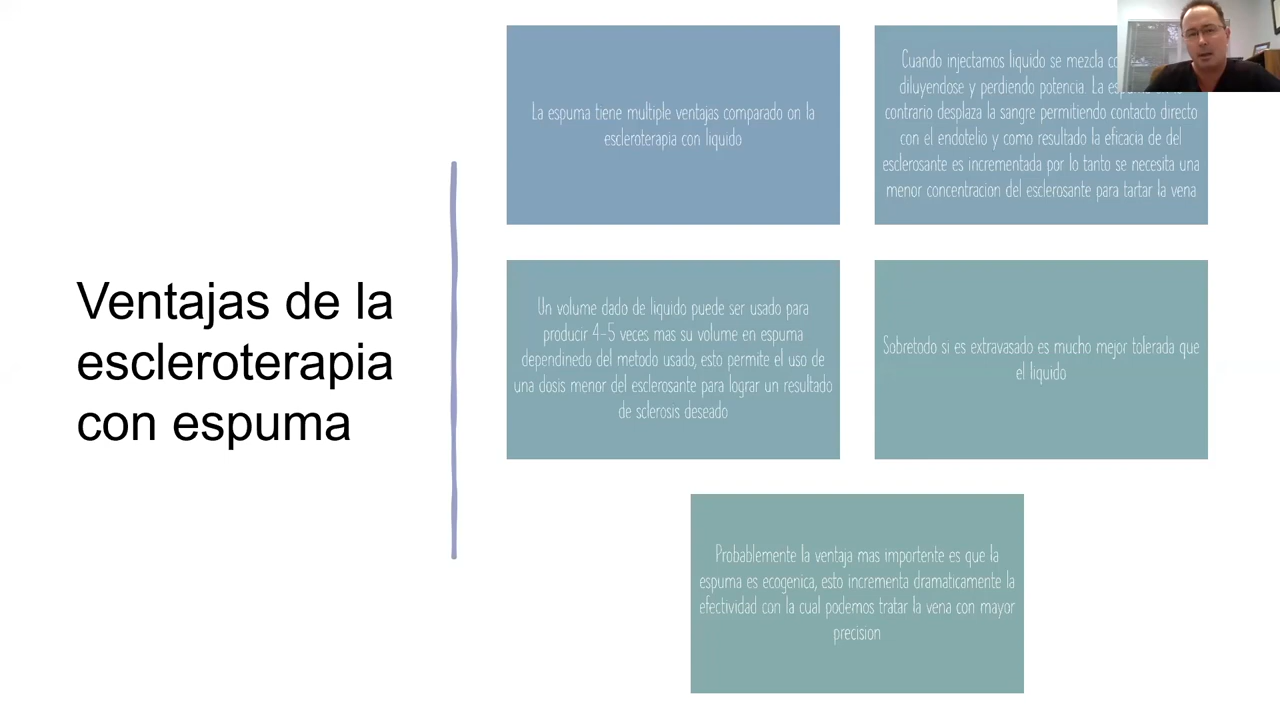 Ventajas de la
escleroterapia
con espuma
La espuma tiene multiple ventajas comparado on la
escleroterapia con liquido
Cuando injectamos liquido se mezcla
diluyendose y perdiendo potencia. La
contrario desplaza la sangre permitiendo contacto directo
con el endotelio y como resultado la eficacia de del
esclerosante es incrementada por lo tanto se necesita una
menor concentracion del esclerosante para tartar la vena
Un volume dado de liquido puede ser usado para
producir 4-5 veces mas su volume en espuma
dependinedo del metodo usado, esto permite el uso de
una dosis menor del esclerosante para lograr un resultado
de sclerosis deseado
Sobretodo si es extravasado es mucho mejor tolerada que
el liquido
Probablemente la ventaja mas importente es que la
espuma es ecogenica, esto incrementa dramaticamente la
efectividad con la cual podemos tratar la vena con mayor
precision